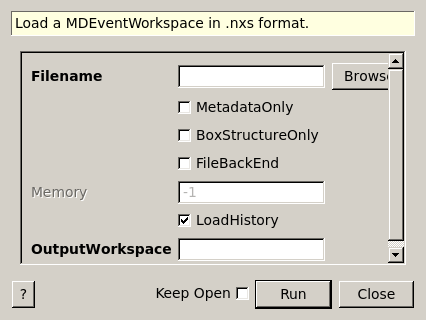 Load a MDEventWorkspace in .nxs format.
Filename Browse
MetadataOnly
BoxStructureOnly
FileBackEnd
Memory -1
LoadHistory
OutputWorkspace
? Keep Open Run Close